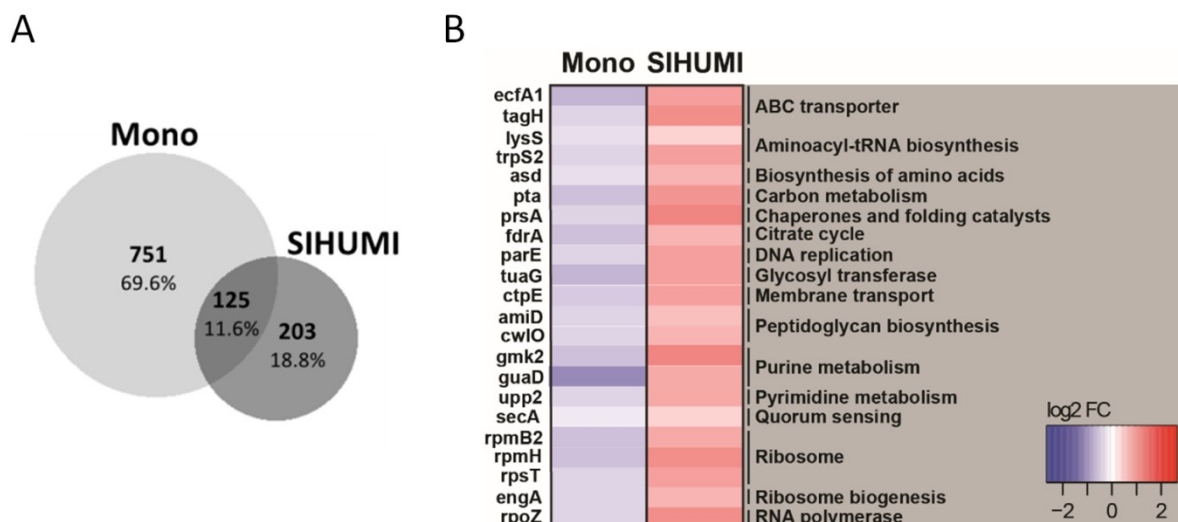 A
Mono
SIHUMI
751
69.6%
125
11.6%
203
18.8%
B
Mono SIHUMI
ecfA1
tagH
lysS
trpS2
asd
pta
prsA
fdrA
parE
tuaG
ctpE
amiD
cwlO
gmk2
guaD
upp2
secA
rpmB2
rpmH
rpsT
engA
rpoZ
ABC transporter
Aminoacyl-tRNA biosynthesis
Biosynthesis of amino acids
Carbon metabolism
Chaperones and folding catalysts
Citrate cycle
DNA replication
Glycosyl transferase
Membrane transport
Peptidoglycan biosynthesis
Purine metabolism
Pyrimidine metabolism
Quorum sensing
Ribosome
Ribosome biogenesis
RNA polymerase
log2 FC
−2 0 2